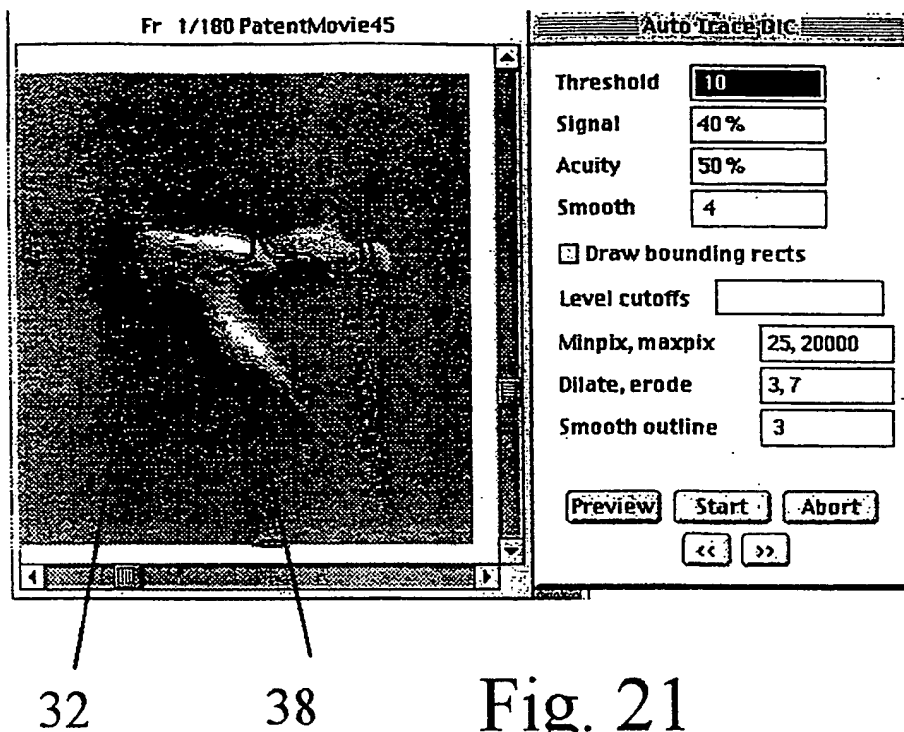 Fr 1/180 PatentMovie45
Auto Trace DIC
Threshold 10
Signal 40%
Acuity 50%
Smooth 4
Draw bounding rects
Level cutoffs
Minpix, maxpix 25, 20000
Dilate, erode 3, 7
Smooth outline 3
Preview Start Abort
<< >>
32 38
Fig. 21